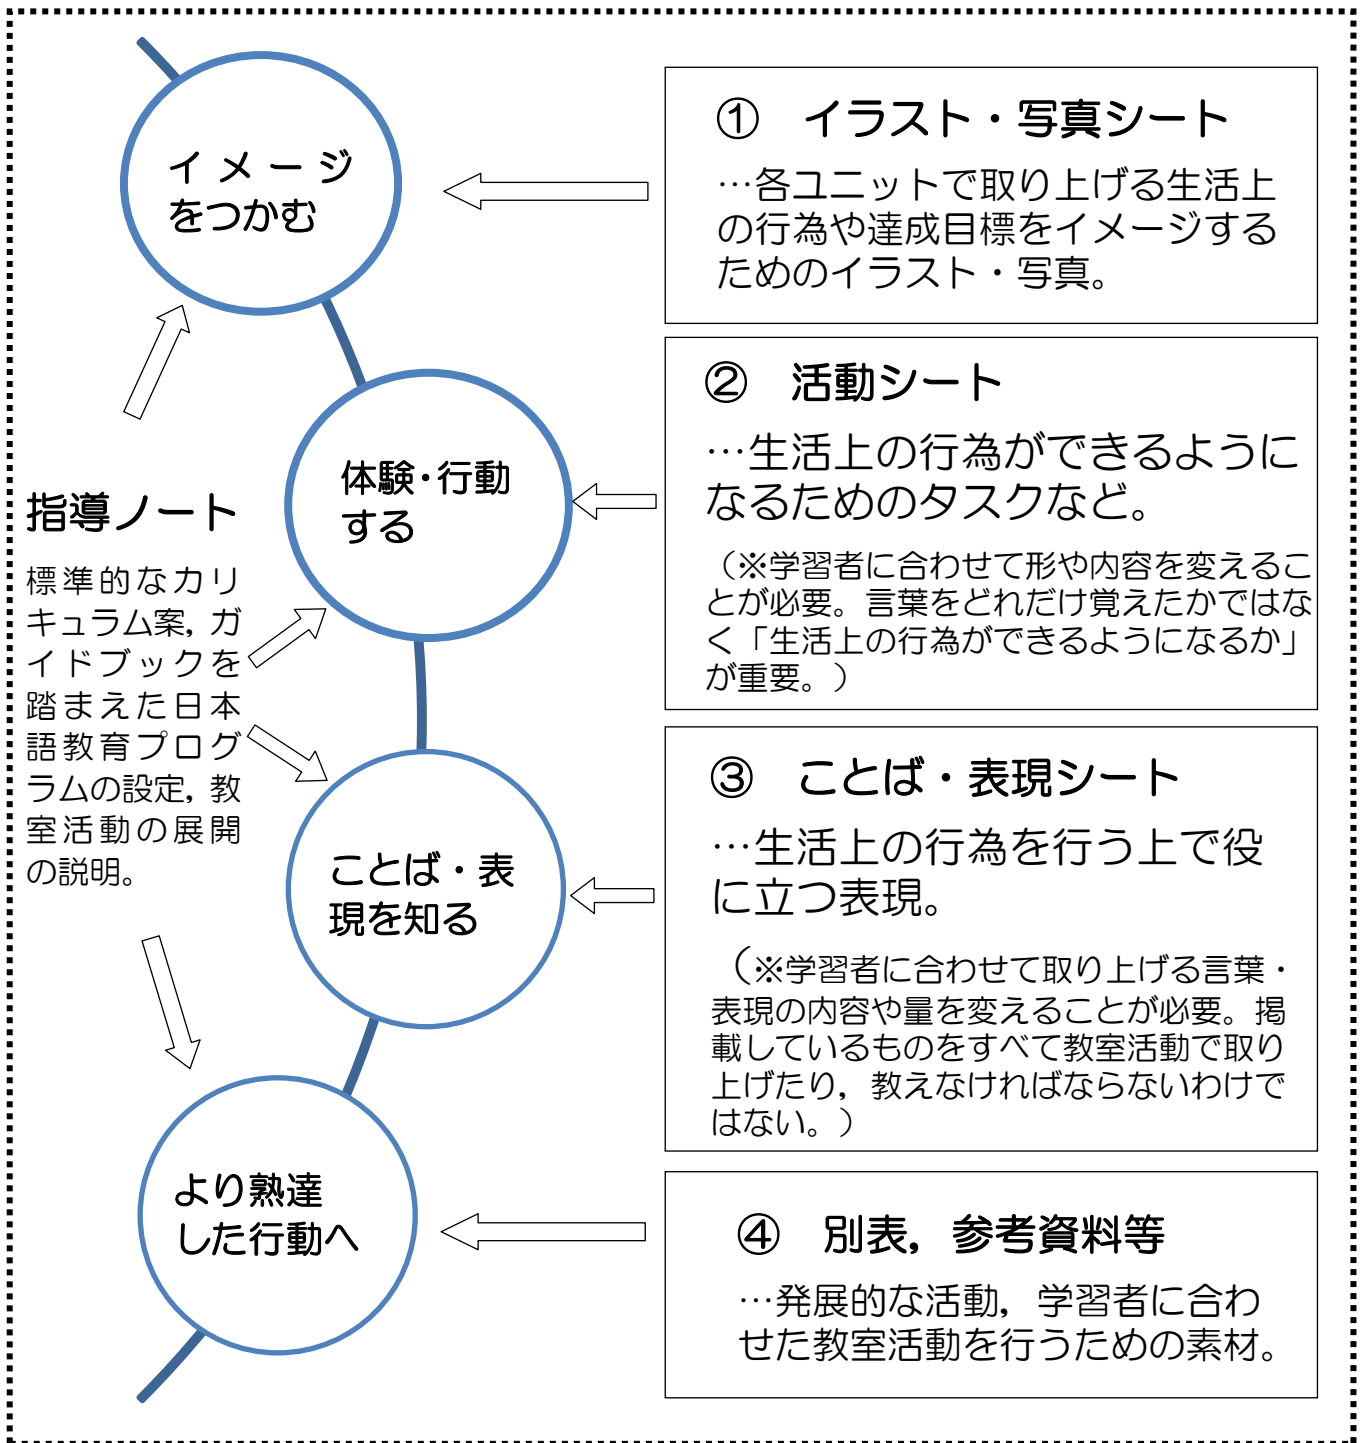 イメージ
をつかむ
① イラスト・写真シート
…各ユニットで取り上げる生活上
の行為や達成目標をイメージする
ためのイラスト・写真。
体験・行動
する
② 活動シート
…生活上の行為ができるように
なるためのタスクなど。
（※学習者に合わせて形や内容を変えるこ
とが必要。言葉をどれだけ覚えたかではな
く「生活上の行為ができるようになるか」
が重要。）
指導ノート
標準的なカリ
キュラム案，ガ
イドブックを
踏まえた日本
語教育プログ
ラムの設定，教
室活動の展開
の説明。
ことば・表
現を知る
③ ことば・表現シート
…生活上の行為を行う上で役
に立つ表現。
（※学習者に合わせて取り上げる言葉・
表現の内容や量を変えることが必要。掲
載しているものをすべて教室活動で取り
上げたり，教えなければならないわけで
はない。）
より熟達
した行動へ
④ 別表，参考資料等
…発展的な活動，学習者に合わ
せた教室活動を行うための素材。